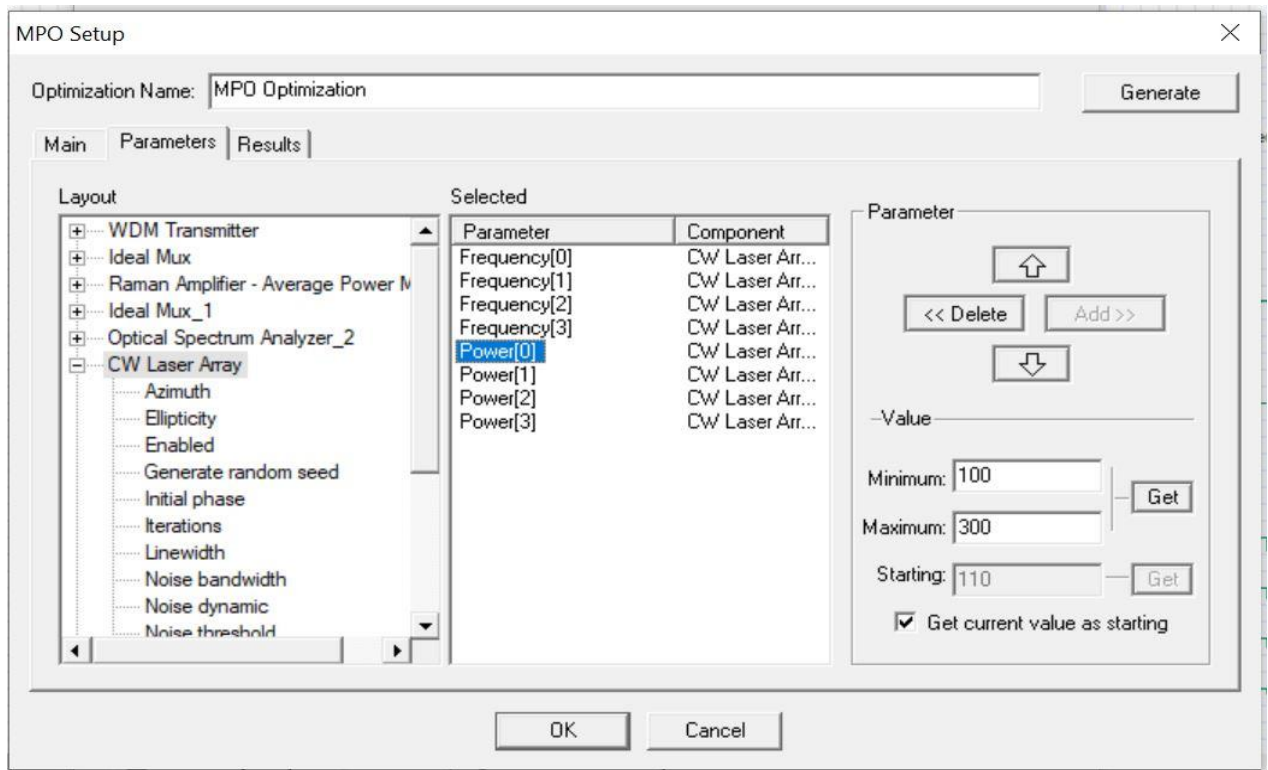 MPO Setup
Optimization Name: MPO Optimization Generate
Main Parameters Results
Layout
WDM Transmitter
Ideal Mux
Raman Amplifier - Average Power M
Ideal Mux_1
Optical Spectrum Analyzer_2
CW Laser Array
Azimuth
Ellipticity
Enabled
Generate random seed
Initial phase
Iterations
Linewidth
Noise bandwidth
Noise dynamic
Noise threshold
Selected
Parameter Component
Frequency[0] CW Laser Arr...
Frequency[1] CW Laser Arr...
Frequency[2] CW Laser Arr...
Frequency[3] CW Laser Arr...
Power[0] CW Laser Arr...
Power[1] CW Laser Arr...
Power[2] CW Laser Arr...
Power[3] CW Laser Arr...
Parameter
<< Delete Add >>
Value
Minimum: 100
Get
Maximum: 300
Starting: 110 Get
Get current value as starting
OK Cancel